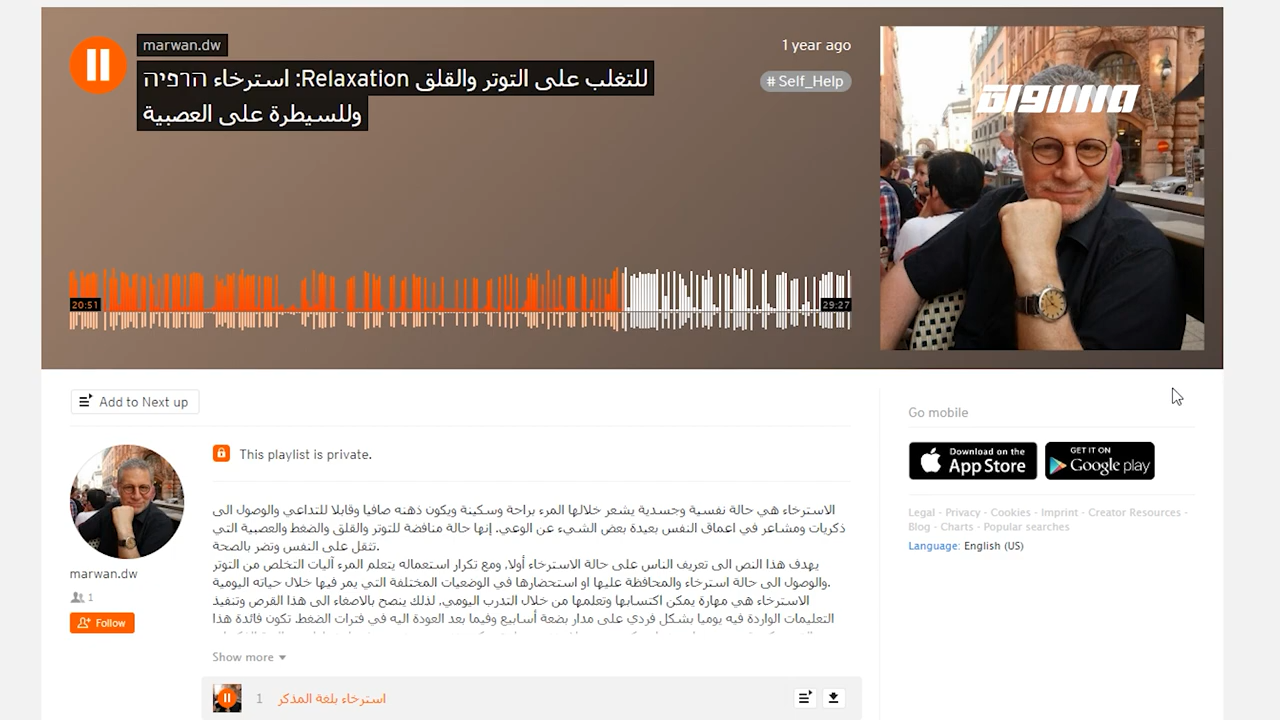 marwan.dw
1 year ago
للتغلب على التوتر والقلق Relaxation: استرخاء הרפיה
وللسيطرة على العصبية
# Self_Help
مساواة
20:51
29:27
Add to Next up
Go mobile
This playlist is private.
Download on the
App Store
GET IT ON
Google play
الاسترخاء هي حالة نفسية وجسدية يشعر خلالها المرء براحة وسكينة ويكون ذهنه صافيا وقابلا للتداعي والوصول الى
ذكريات ومشاعر في اعماق النفس بعيدة بعض الشيء عن الوعي. إنها حالة مناقضة للتوتر والقلق والضغط والعصبية التي
تثقل على النفس وتضر بالصحة.
يهدف هذا النص الى تعريف الناس على حالة الاسترخاء أولا, ومع تكرار استعماله يتعلم المرء آليات التخلص من التوتر
والوصول الى حالة استرخاء والمحافظة عليها او استحضارها في الوضعيات المختلفة التي يمر فيها خلال حياته اليومية.
الاسترخاء هي مهارة يمكن اكتسابها وتعلمها من خلال التدرب اليومي, لذلك ينصح بالاصغاء الى هذا القرص وتنفيذ
التعليمات الواردة فيه يوميا بشكل فردي على مدار بضعة أسابيع وفيما بعد العودة اليه في فترات الضغط. تكون فائدة هذا
Legal - Privacy - Cookies - Imprint - Creator Resources -
Blog - Charts - Popular searches
Language: English (US)
marwan.dw
1
Follow
Show more
1 استرخاء بلغة المذكر